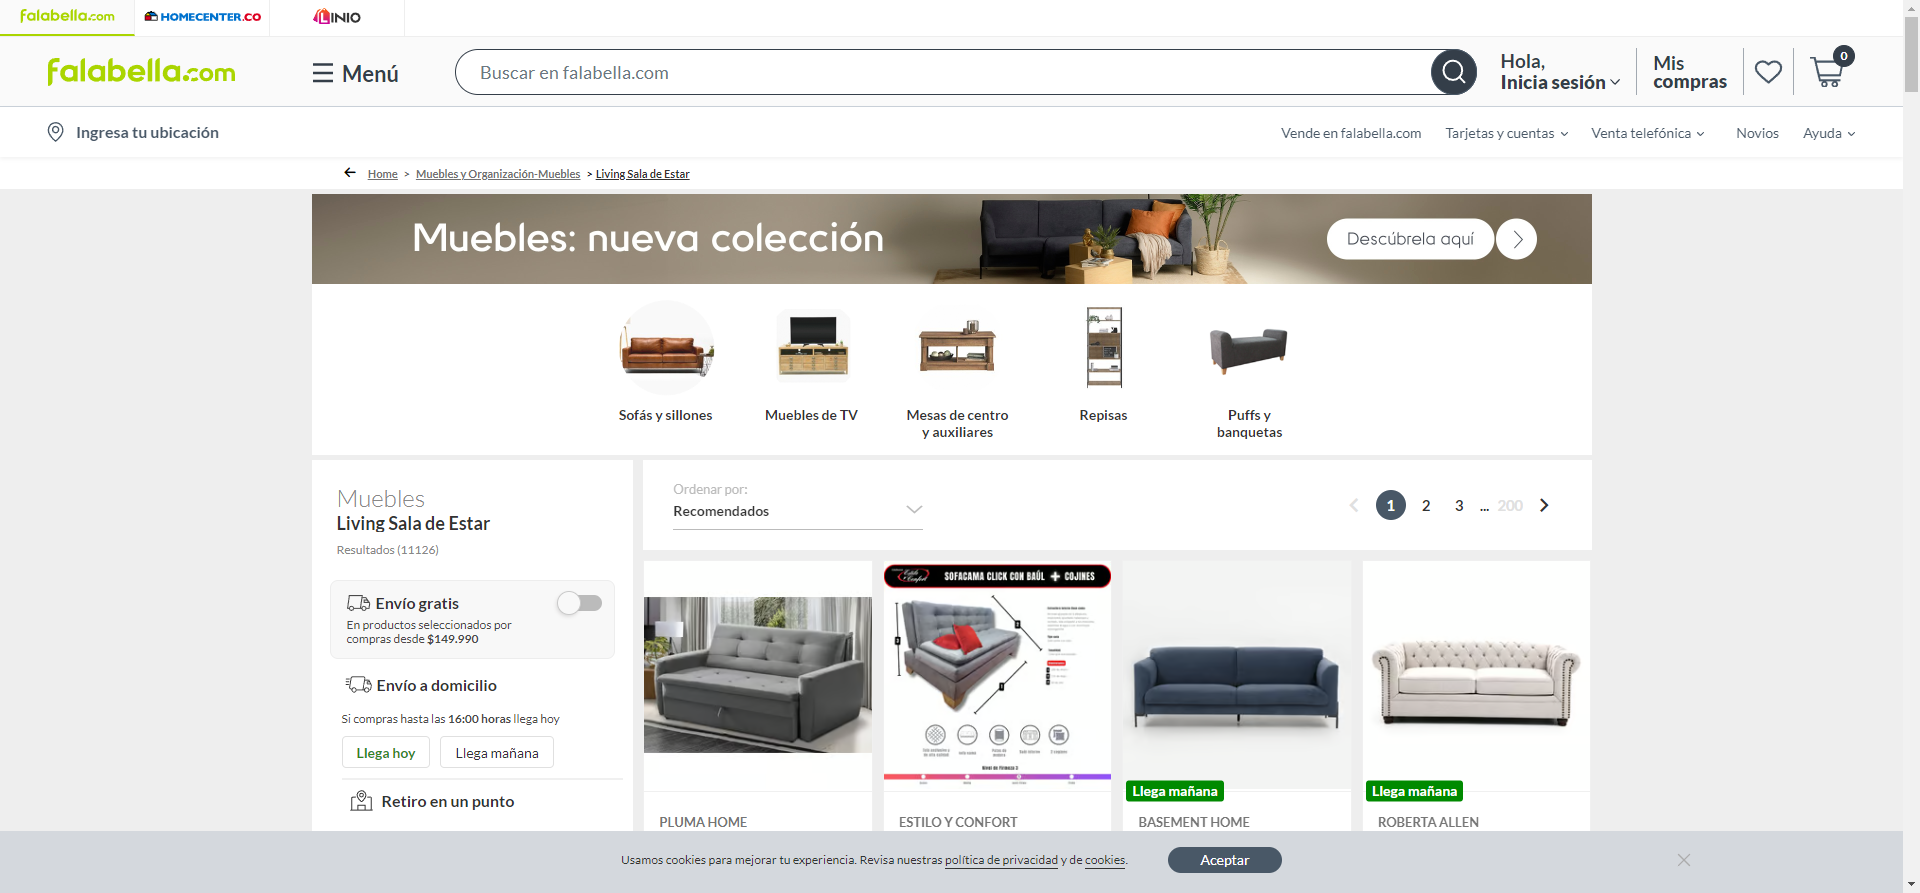 falabella.com
HOMECENTER.CO
LINIO
falabella.com
Menú
Buscar en falabella.com
Hola,
Inicia sesión
Mis
compras
0
Ingresa tu ubicación
Vende en falabella.com
Tarjetas y cuentas
Venta telefónica
Novios
Ayuda
Home > Muebles y Organización-Muebles > Living Sala de Estar
Muebles: nueva colección
Descúbrela aquí
Sofás y sillones
Muebles de TV
Mesas de centro
y auxiliares
Repisas
Puffs y
banquetas
Muebles
Living Sala de Estar
Resultados (11126)
Envío gratis
En productos seleccionados por
compras desde $149.990
Envío a domicilio
Si compras hasta las 16:00 horas llega hoy
Llega hoy
Llega mañana
Retiro en un punto
Ordenar por:
Recomendados
1 2 3 ... 200
Estilo y Confort
SOFACAMA CLICK CON BAÚL + COJINES
Llega mañana
Llega mañana
PLUMA HOME
ESTILO Y CONFORT
BASEMENT HOME
ROBERTA ALLEN
Usamos cookies para mejorar tu experiencia. Revisa nuestras política de privacidad y de cookies.
Aceptar